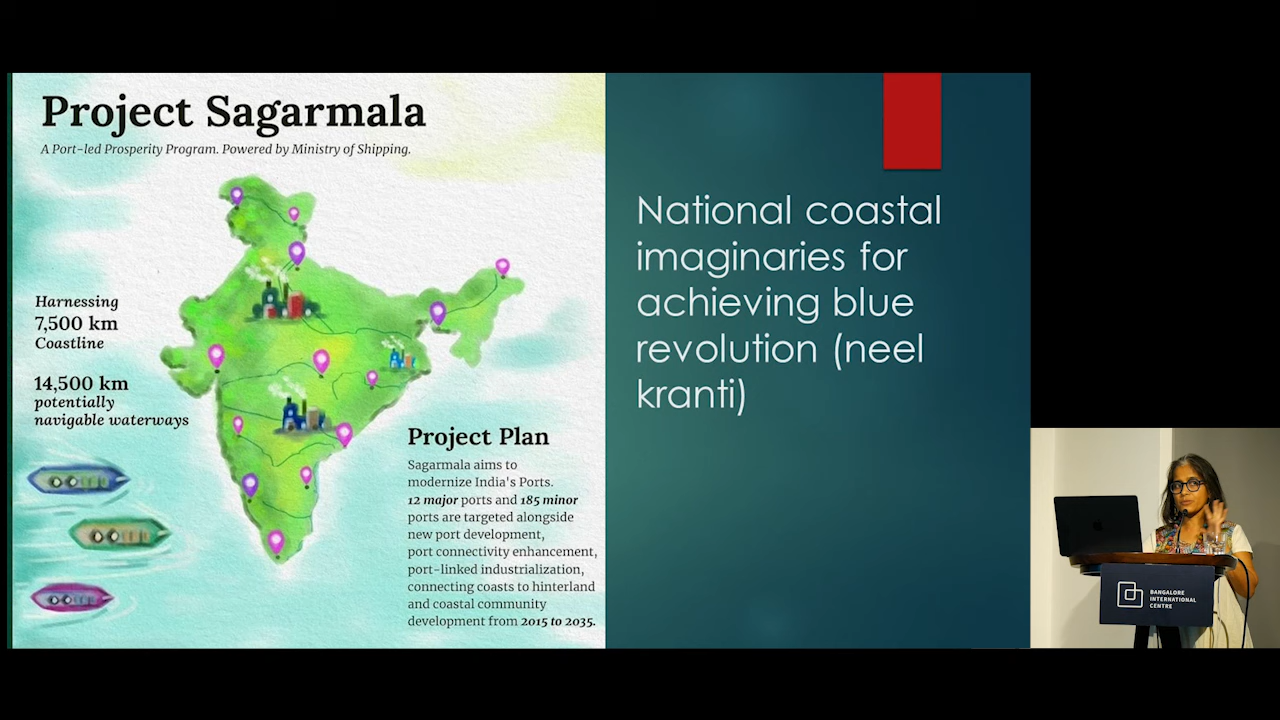 Project Sagarmala
A Port-led Prosperity Program. Powered by Ministry of Shipping.
Harnessing
7,500 km
Coastline
14,500 km
potentially
navigable waterways
Project Plan
Sagarmala aims to
modernize India's Ports.
12 major ports and 185 minor
ports are targeted alongside
new port development,
port connectivity enhancement,
port-linked industrialization,
connecting coasts to hinterland
and coastal community
development from 2015 to 2035.
National coastal
imaginaries for
achieving blue
revolution (neel
kranti)
BANGALORE
INTERNATIONAL
CENTRE